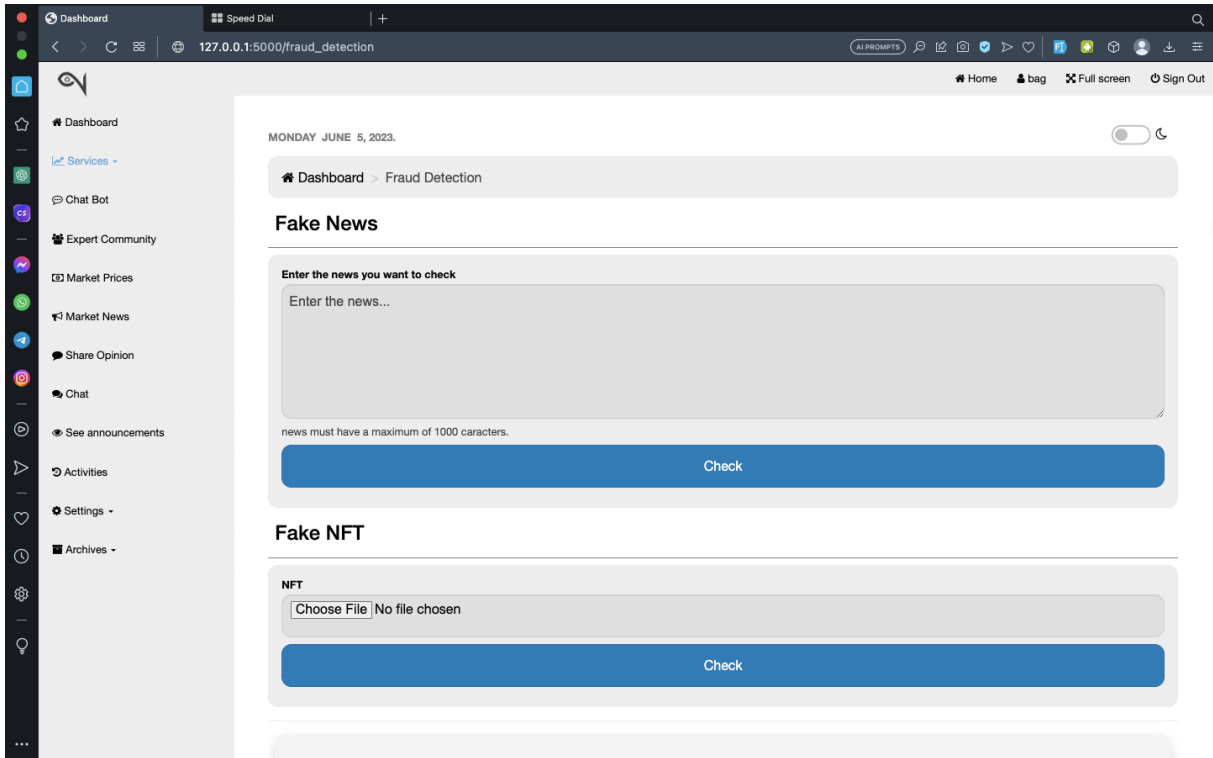 Dashboard
Speed Dial
127.0.0.1:5000/fraud_detection
AI PROMPTS
Home
bag
Full screen
Sign Out
CS
Dashboard
Services
Chat Bot
Expert Community
Market Prices
Market News
Share Opinion
Chat
See announcements
Activities
Settings
Archives
MONDAY JUNE 5, 2023.
Dashboard > Fraud Detection
Fake News
Enter the news you want to check
Enter the news...
news must have a maximum of 1000 caracters.
Check
Fake NFT
NFT
Choose File No file chosen
Check